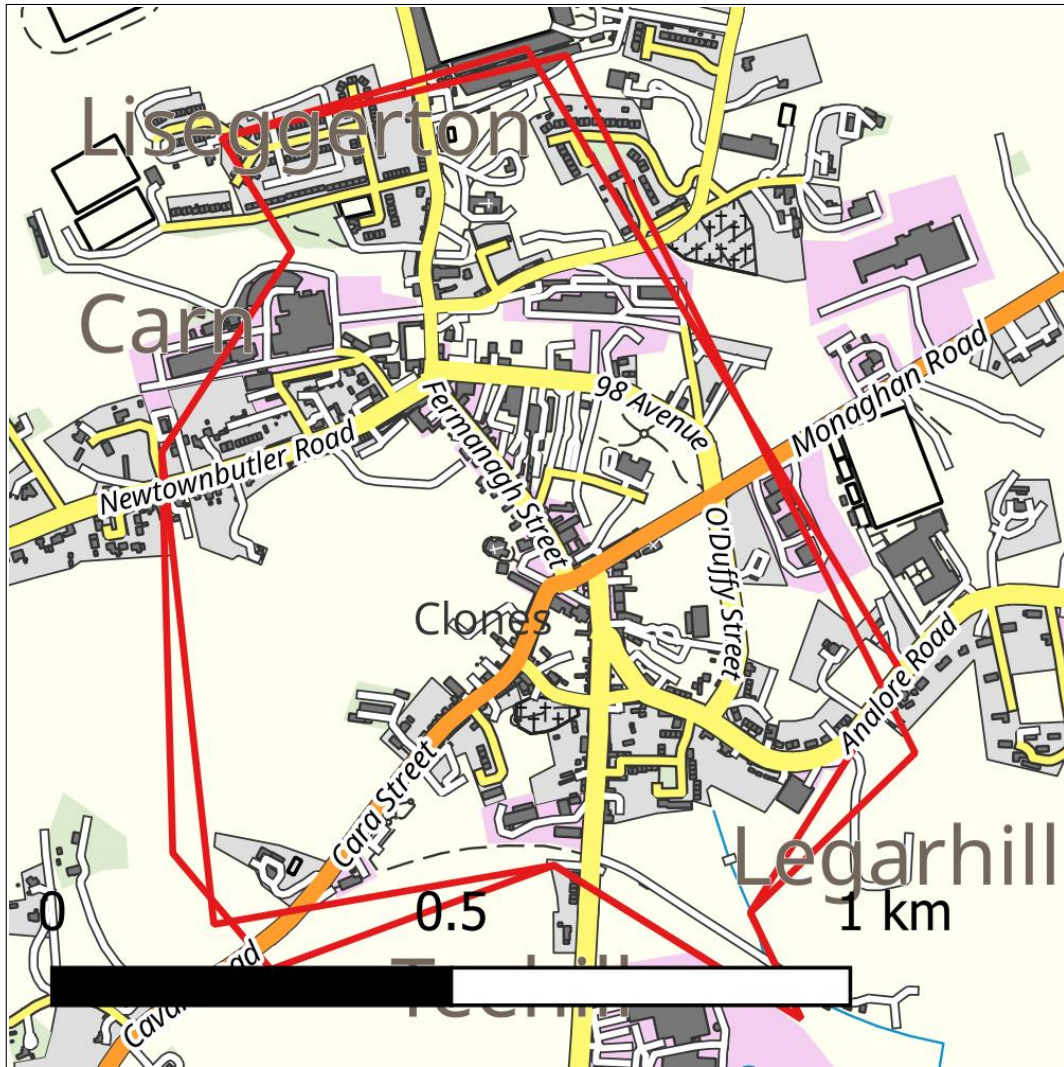 Liseggerton
Carn
Newtownbutler Road
Fermanagh Street
98 Avenue
Monaghan Road
O'Duffy Street
Clones
Analore Road
Cara Street
Legarhill
0
0.5
1 km
Teehill